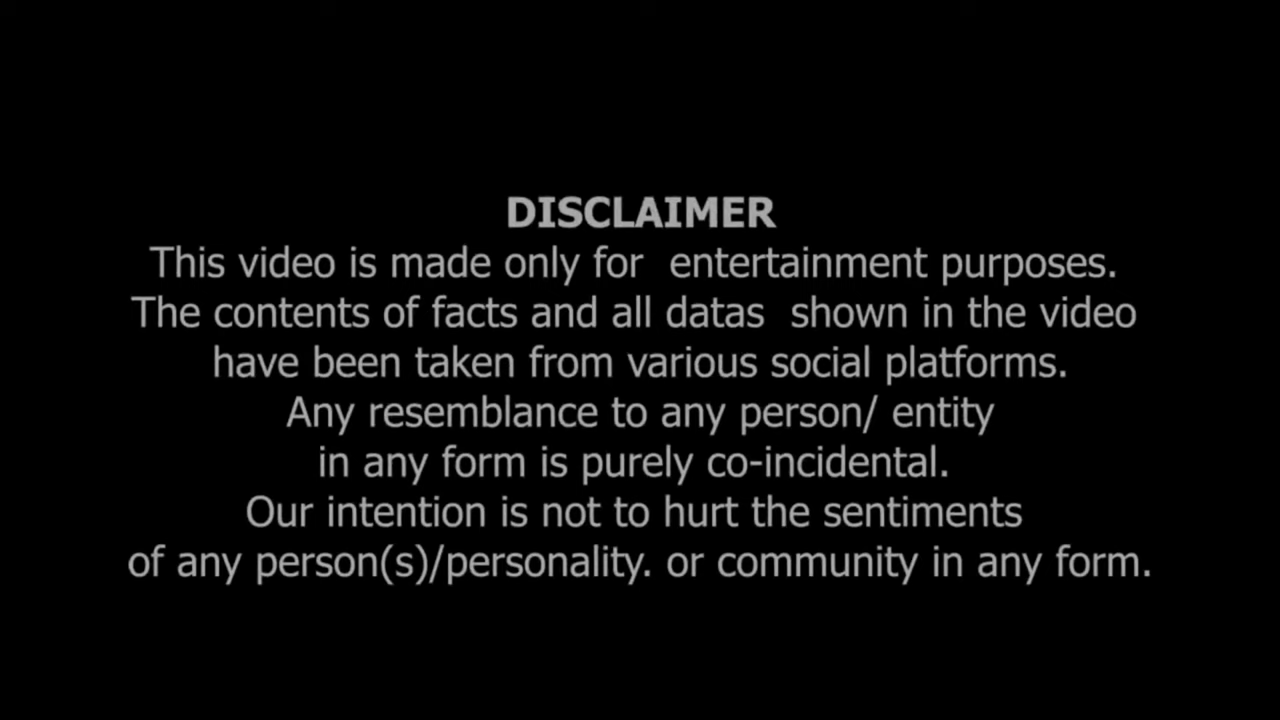 DISCLAIMER
This video is made only for  entertainment purposes.
The contents of facts and all datas  shown in the video
have been taken from various social platforms.
Any resemblance to any person/ entity
in any form is purely co-incidental.
Our intention is not to hurt the sentiments
of any person(s)/personality. or community in any form.